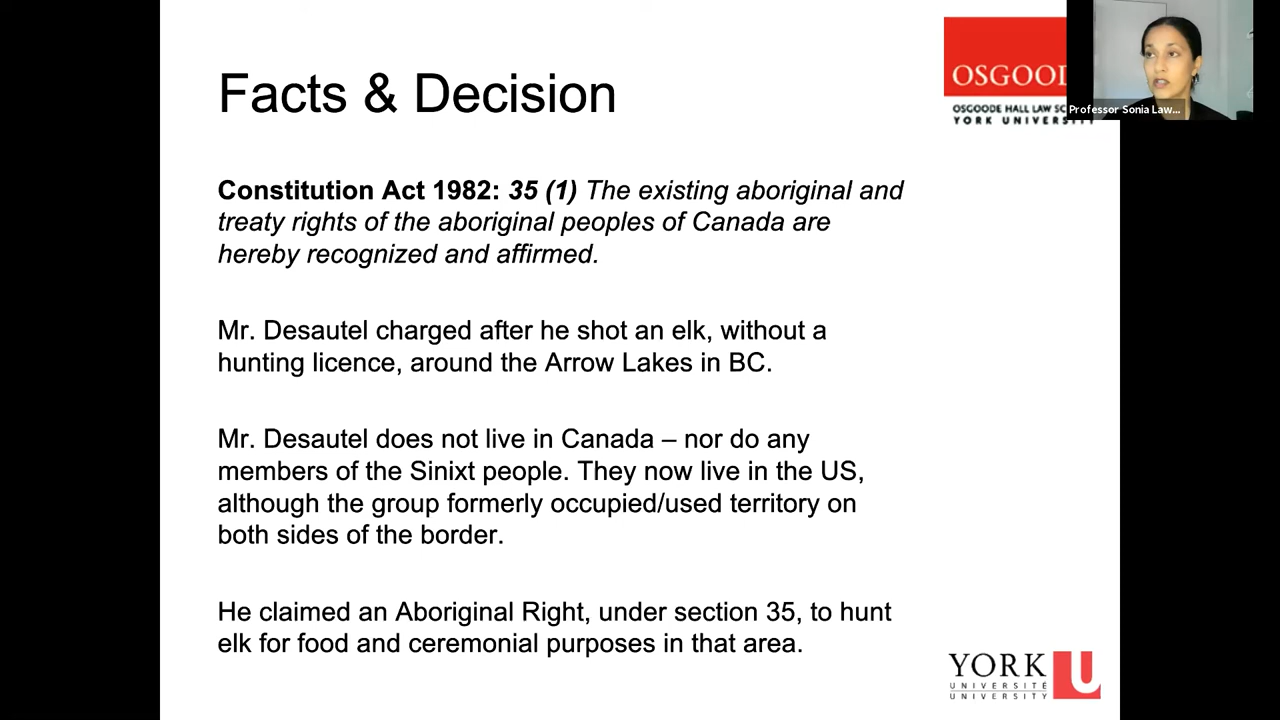 Facts & Decision
OSGOOD
OSGOODE HALL LAW SC
YORK UNIVERSITY
Professor Sonia Law...
Constitution Act 1982: 35 (1) The existing aboriginal and
treaty rights of the aboriginal peoples of Canada are
hereby recognized and affirmed.
Mr. Desautel charged after he shot an elk, without a
hunting licence, around the Arrow Lakes in BC.
Mr. Desautel does not live in Canada – nor do any
members of the Sinixt people. They now live in the US,
although the group formerly occupied/used territory on
both sides of the border.
He claimed an Aboriginal Right, under section 35, to hunt
elk for food and ceremonial purposes in that area.
YORK U
UNIVERSITÉ
UNIVERSITY